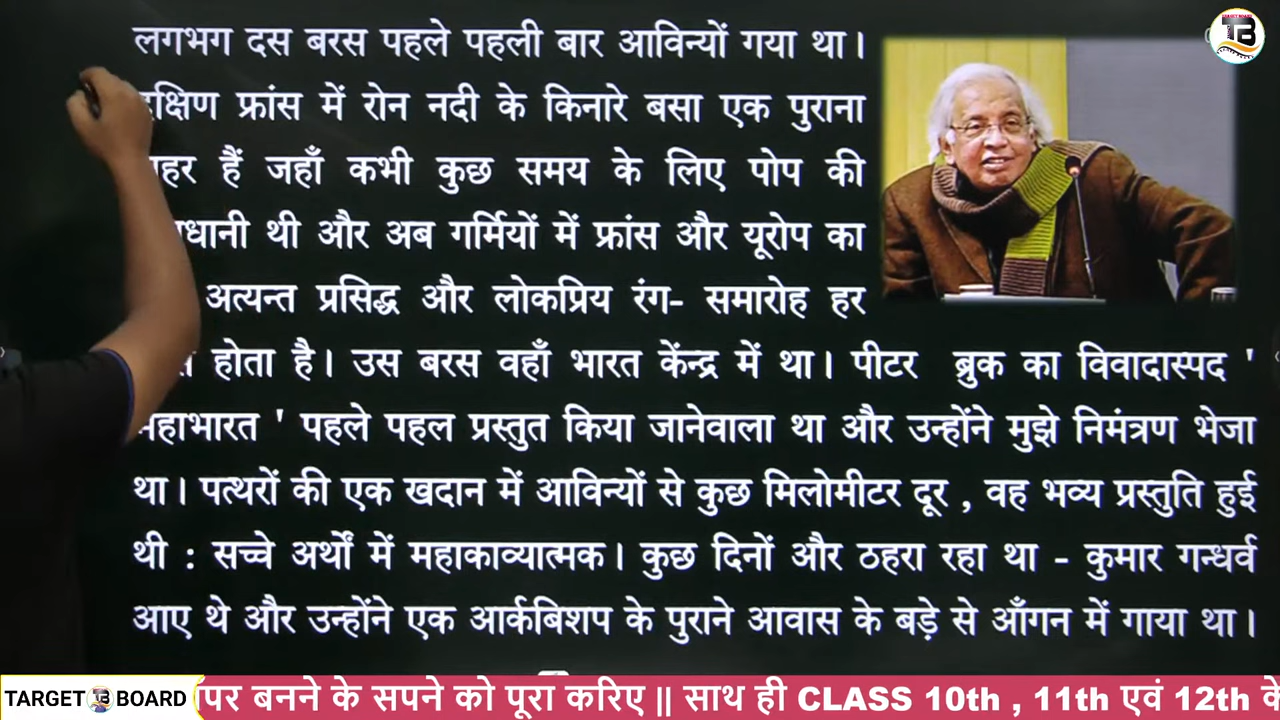 लगभग दस बरस पहले पहली बार आविन्यों गया था।
फ्रांस में रोन नदी के किनारे बसा एक पुराना
हैं जहाँ कभी कुछ समय के लिए पोप की
थी और अब गर्मियों में फ्रांस और यूरोप का
अत्यन्त प्रसिद्ध और लोकप्रिय रंग- समारोह हर
होता है। उस बरस वहाँ भारत केंन्द्र में था। पीटर ब्रुक का विवादास्पद '
महाभारत ' पहले पहल प्रस्तुत किया जानेवाला था और उन्होंने मुझे निमंत्रण भेजा
था। पत्थरों की एक खदान में आविन्यों से कुछ मिलोमीटर दूर , वह भव्य प्रस्तुति हुई
थी : सच्चे अर्थों में महाकाव्यात्मक। कुछ दिनों और ठहरा रहा था - कुमार गन्धर्व
आए थे और उन्होंने एक आर्कबिशप के पुराने आवास के बड़े से आँगन में गाया था।
TARGET BOARD
बनने के सपने को पूरा करिए || साथ ही CLASS 10th , 11th एवं 12th के
TARGET BOARD
TB